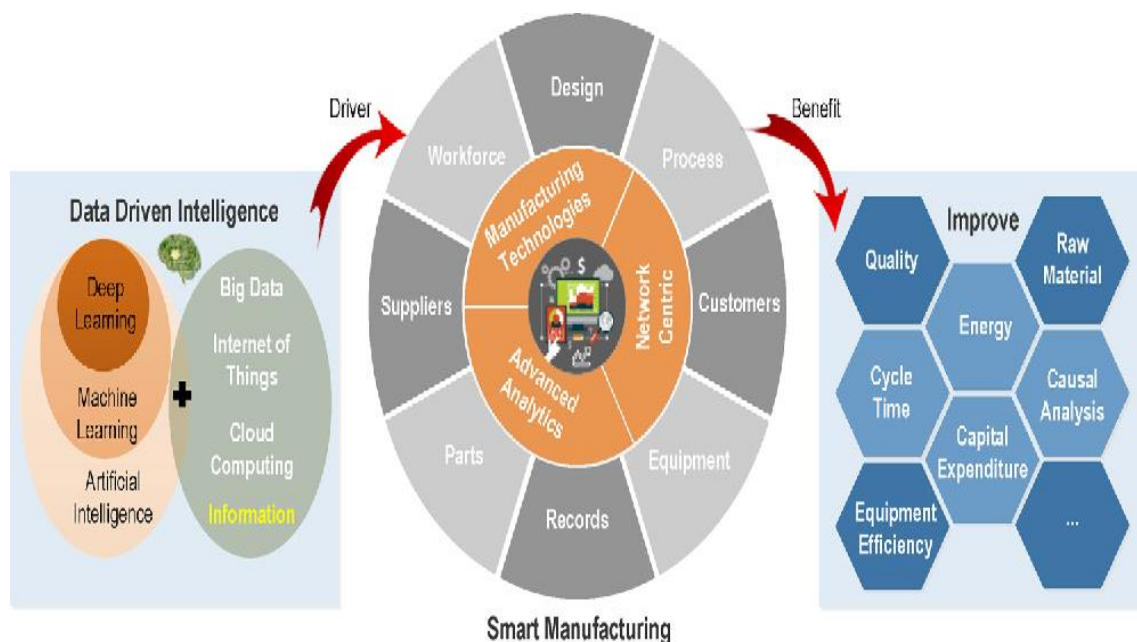 Driver
Benefit
Data Driven Intelligence
Deep
Learning
Machine
Learning
Artificial
Intelligence
+
Big Data
Internet of
Things
Cloud
Computing
Information
Design
Process
Customers
Equipment
Records
Parts
Suppliers
Workforce
Manufacturing
Technologies
Network
Centric
Advanced
Analytics
$
Smart Manufacturing
Improve
Quality
Raw
Material
Energy
Cycle
Time
Causal
Analysis
Capital
Expenditure
Equipment
Efficiency
...